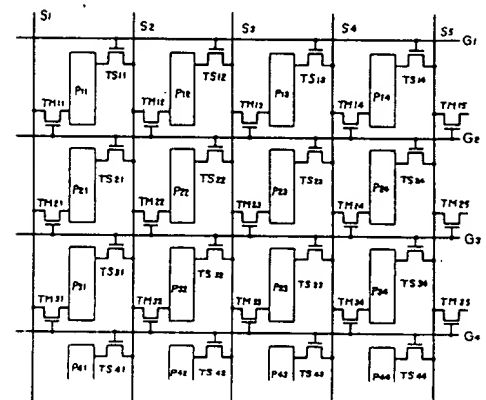 S1 S2 S3 S4 S5
G1
P11 TS11 P12 TS12 P13 TS13 P14 TS14
TM11 TM12 TM13 TM14 TM15
G2
P21 TS21 P22 TS22 P23 TS23 P24 TS24
TM21 TM22 TM23 TM24 TM25
G3
P31 TS31 P32 TS32 P33 TS33 P34 TS34
TM31 TM32 TM33 TM34 TM35
G4
P41 TS41 P42 TS42 P43 TS43 P44 TS44